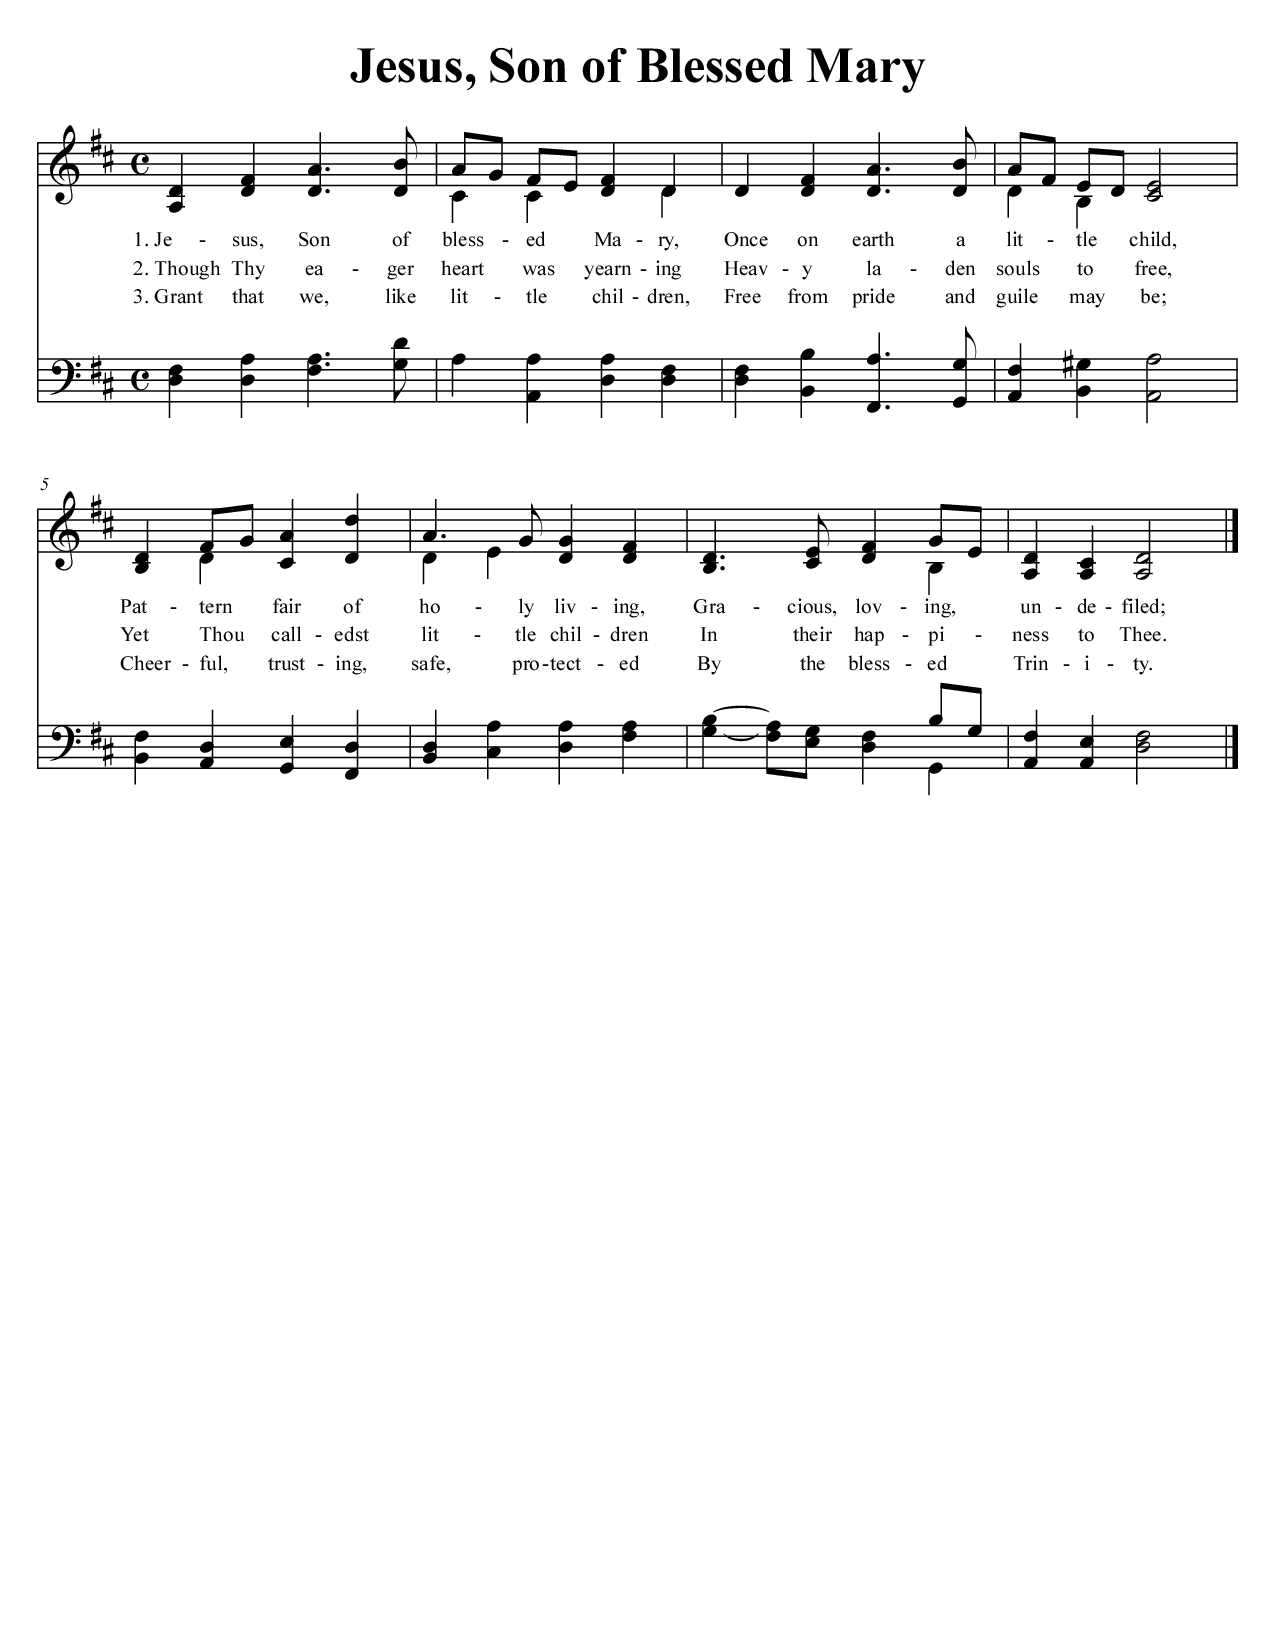 Jesus, Son of Blessed Mary
1. Je - sus, Son of bless - ed Ma - ry, Once on earth a lit - tle child,
2. Though Thy ea - ger heart was yearn - ing Heav - y la - den souls to free,
3. Grant that we, like lit - tle chil - dren, Free from pride and guile may be;
5
Pat - tern fair of ho - ly liv - ing, Gra - cious, lov - ing, un - de - filed;
Yet Thou call - edst lit - tle chil - dren In their hap - pi - ness to Thee.
Cheer - ful, trust - ing, safe, pro - tect - ed By the bless - ed Trin - i - ty.